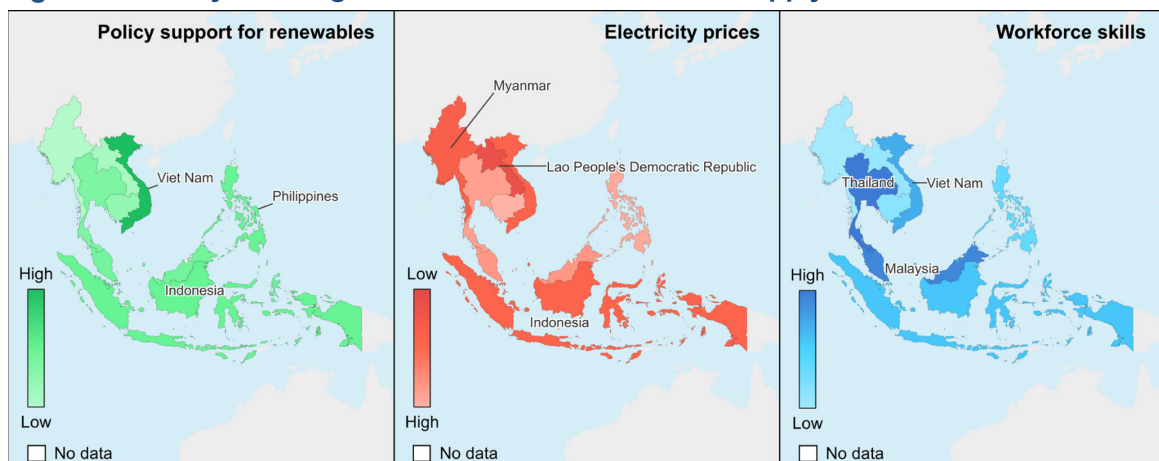 Policy support for renewables
Viet Nam
Philippines
Indonesia
High
Low
No data
Electricity prices
Myanmar
Lao People's Democratic Republic
Indonesia
Low
High
No data
Workforce skills
Thailand
Viet Nam
Malaysia
High
Low
No data